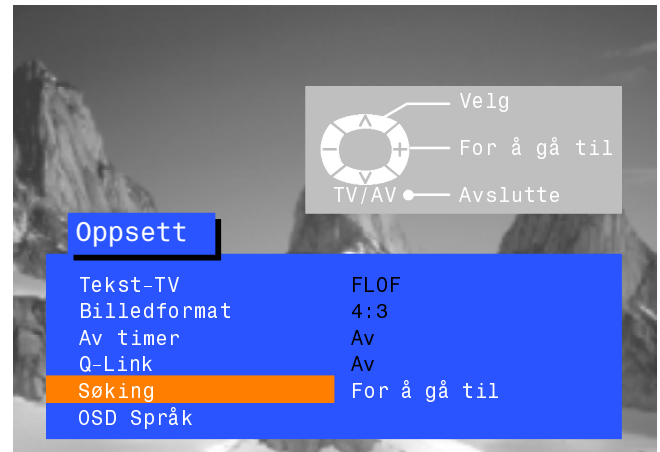 Velg
For å gå til
TV/AV Avslutte
Oppsett
Tekst-TV FLOF
Billedformat 4:3
Av timer Av
Q-Link Av
Søking For å gå til
OSD Språk